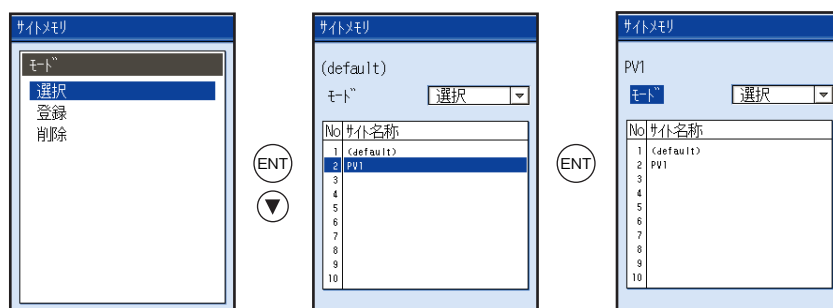 サイトメモリ
モード
選択
登録
削除
ENT
▼
サイトメモリ
(default)
モード 選択
No サイト名称
1 (default)
2 PV1
3
4
5
6
7
8
9
10
ENT
サイトメモリ
PV1
モード 選択
No サイト名称
1 (default)
2 PV1
3
4
5
6
7
8
9
10